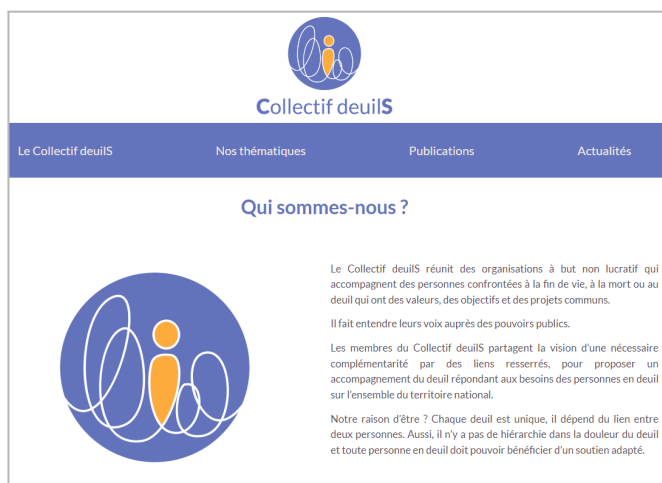 Collectif deuilS
Le Collectif deuilS Nos thématiques Publications Actualités
Qui sommes-nous ?
Le Collectif deuilS réunit des organisations à but non lucratif qui
accompagnent des personnes confrontées à la fin de vie, à la mort ou au
deuil qui ont des valeurs, des objectifs et des projets communs.
Il fait entendre leurs voix auprès des pouvoirs publics.
Les membres du Collectif deuilS partagent la vision d'une nécessaire
complémentarité par des liens resserrés, pour proposer un
accompagnement du deuil répondant aux besoins des personnes en deuil
sur l'ensemble du territoire national.
Notre raison d'être ? Chaque deuil est unique, il dépend du lien entre
deux personnes. Aussi, il n'y a pas de hiérarchie dans la douleur du deuil
et toute personne en deuil doit pouvoir bénéficier d'un soutien adapté.